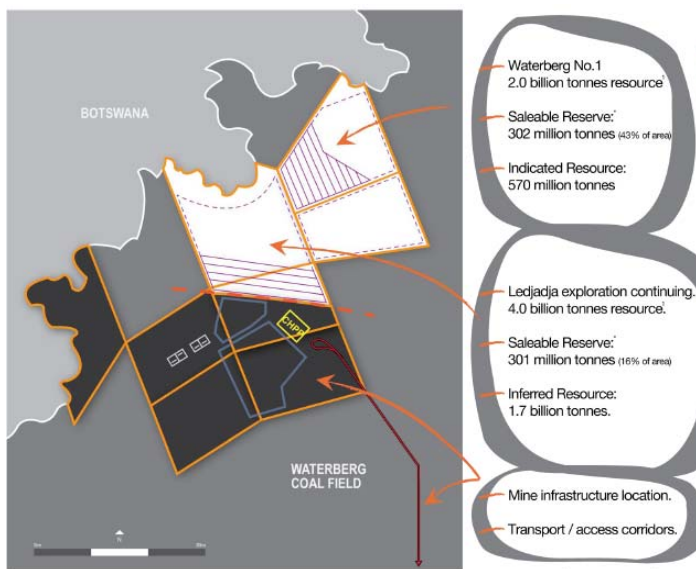 BOTSWANA
CHPP
WATERBERG
COAL FIELD
N
Waterberg No.1
2.0 billion tonnes resource
Saleable Reserve:*
302 million tonnes (43% of area)
Indicated Resource:
570 million tonnes
Ledjadja exploration continuing.
4.0 billion tonnes resource.
Saleable Reserve:*
301 million tonnes (16% of area)
Inferred Resource:
1.7 billion tonnes.
Mine infrastructure location.
Transport / access corridors.